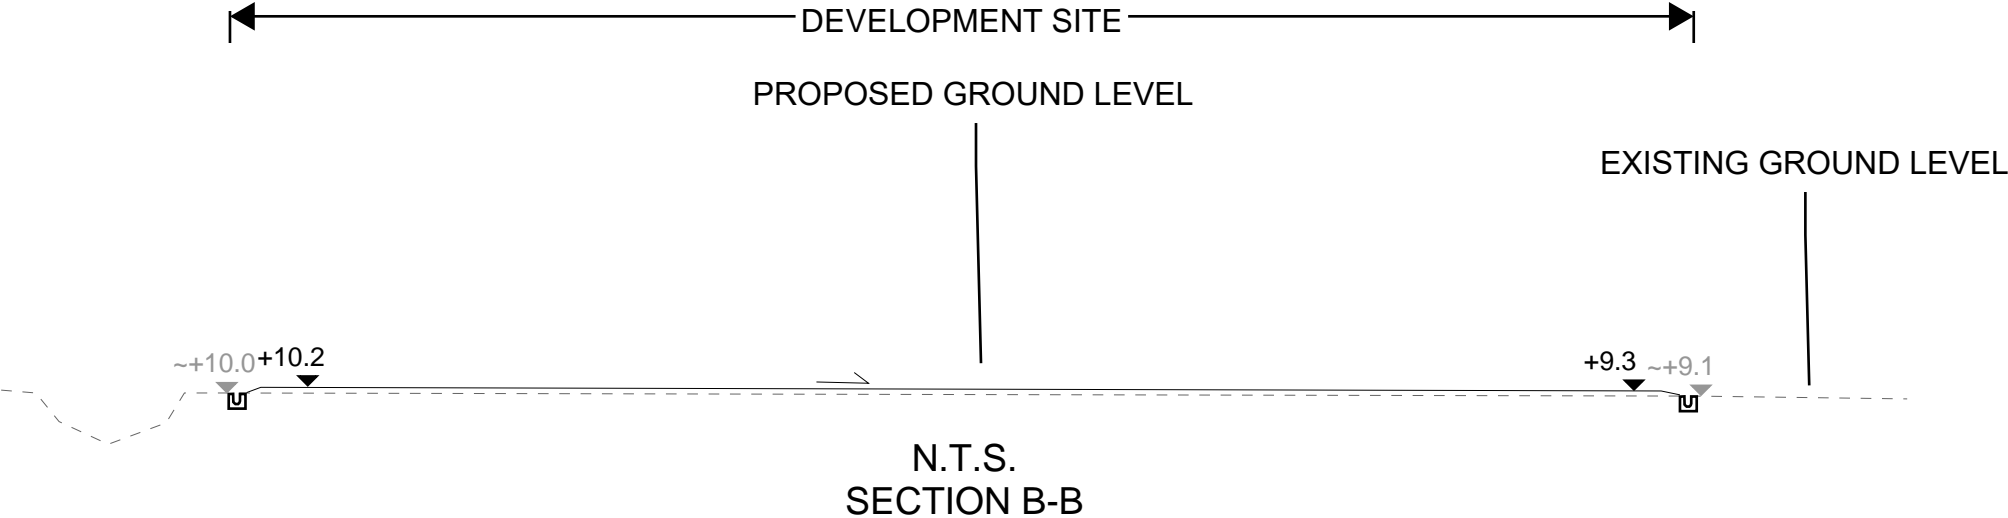 DEVELOPMENT SITE
PROPOSED GROUND LEVEL
EXISTING GROUND LEVEL
~+10.0 +10.2
+9.3 ~+9.1
N.T.S.
SECTION B-B